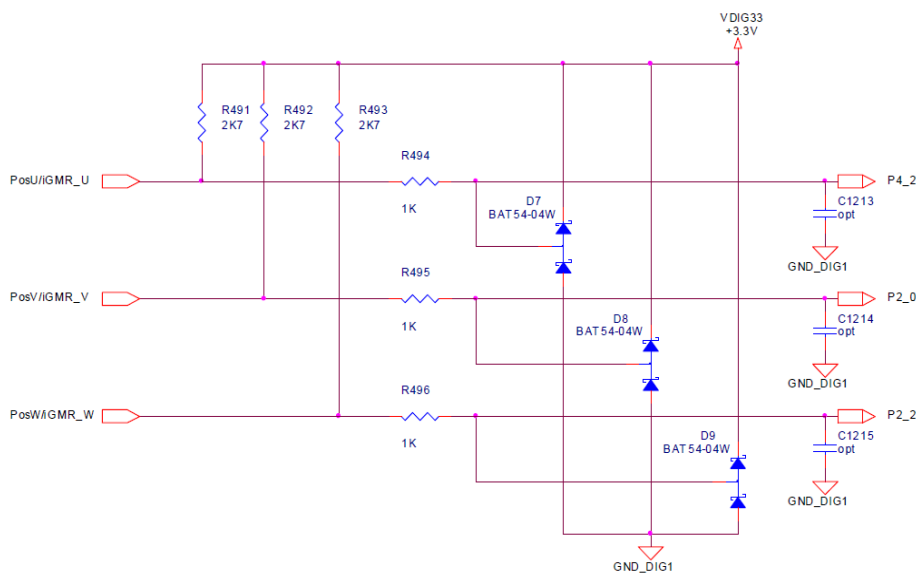 VDIG33
+3.3V
R491
2K7
R492
2K7
R493
2K7
R494
PosU/iGMR_U
P4_2
1K
D7
BAT54-04W
C1213
opt
GND_DIG1
R495
PosV/iGMR_V
P2_0
1K
D8
BAT54-04W
C1214
opt
GND_DIG1
R496
PosW/iGMR_W
P2_2
1K
D9
BAT54-04W
C1215
opt
GND_DIG1
GND_DIG1